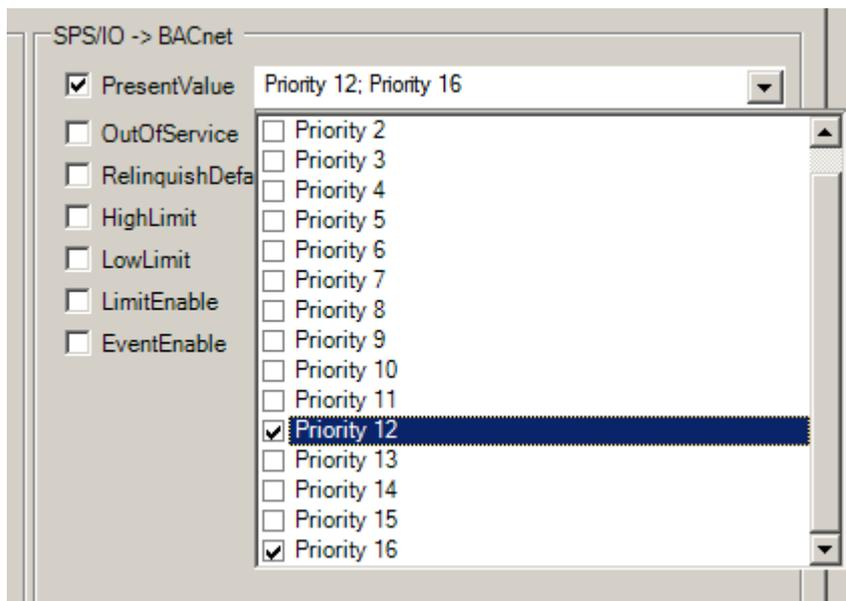 SPS/IO -> BACnet
PresentValue Priority 12; Priority 16
OutOfService
RelinquishDefa
HighLimit
LowLimit
LimitEnable
EventEnable
Priority 2
Priority 3
Priority 4
Priority 5
Priority 6
Priority 7
Priority 8
Priority 9
Priority 10
Priority 11
Priority 12
Priority 13
Priority 14
Priority 15
Priority 16